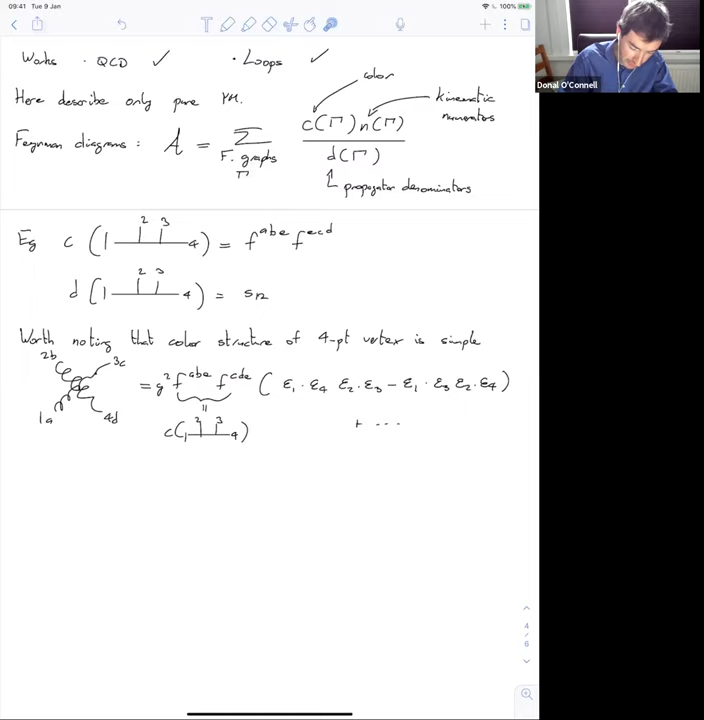 09:41 Tue 9 Jan
100%
Donal O'Connell
Works · QCD ✓ · Loops ✓
color
Here describe only pure YM.
kinematic numerators
Feynman diagrams : A = Σ c(Γ) n(Γ) / d(Γ)
F. graphs Γ
propagator denominators
Eg c (1 2 3 4) = f^abe f^ecd
d (1 2 3 4) = s12
Worth noting that color structure of 4-pt vertex is simple
2b 3c
= g² f^abe f^cde ( ε1 · ε4 ε2 · ε3 − ε1 · ε3 ε2 · ε4 )
1a 4d
||
c(1 2 3 4) + ...
4
/
6